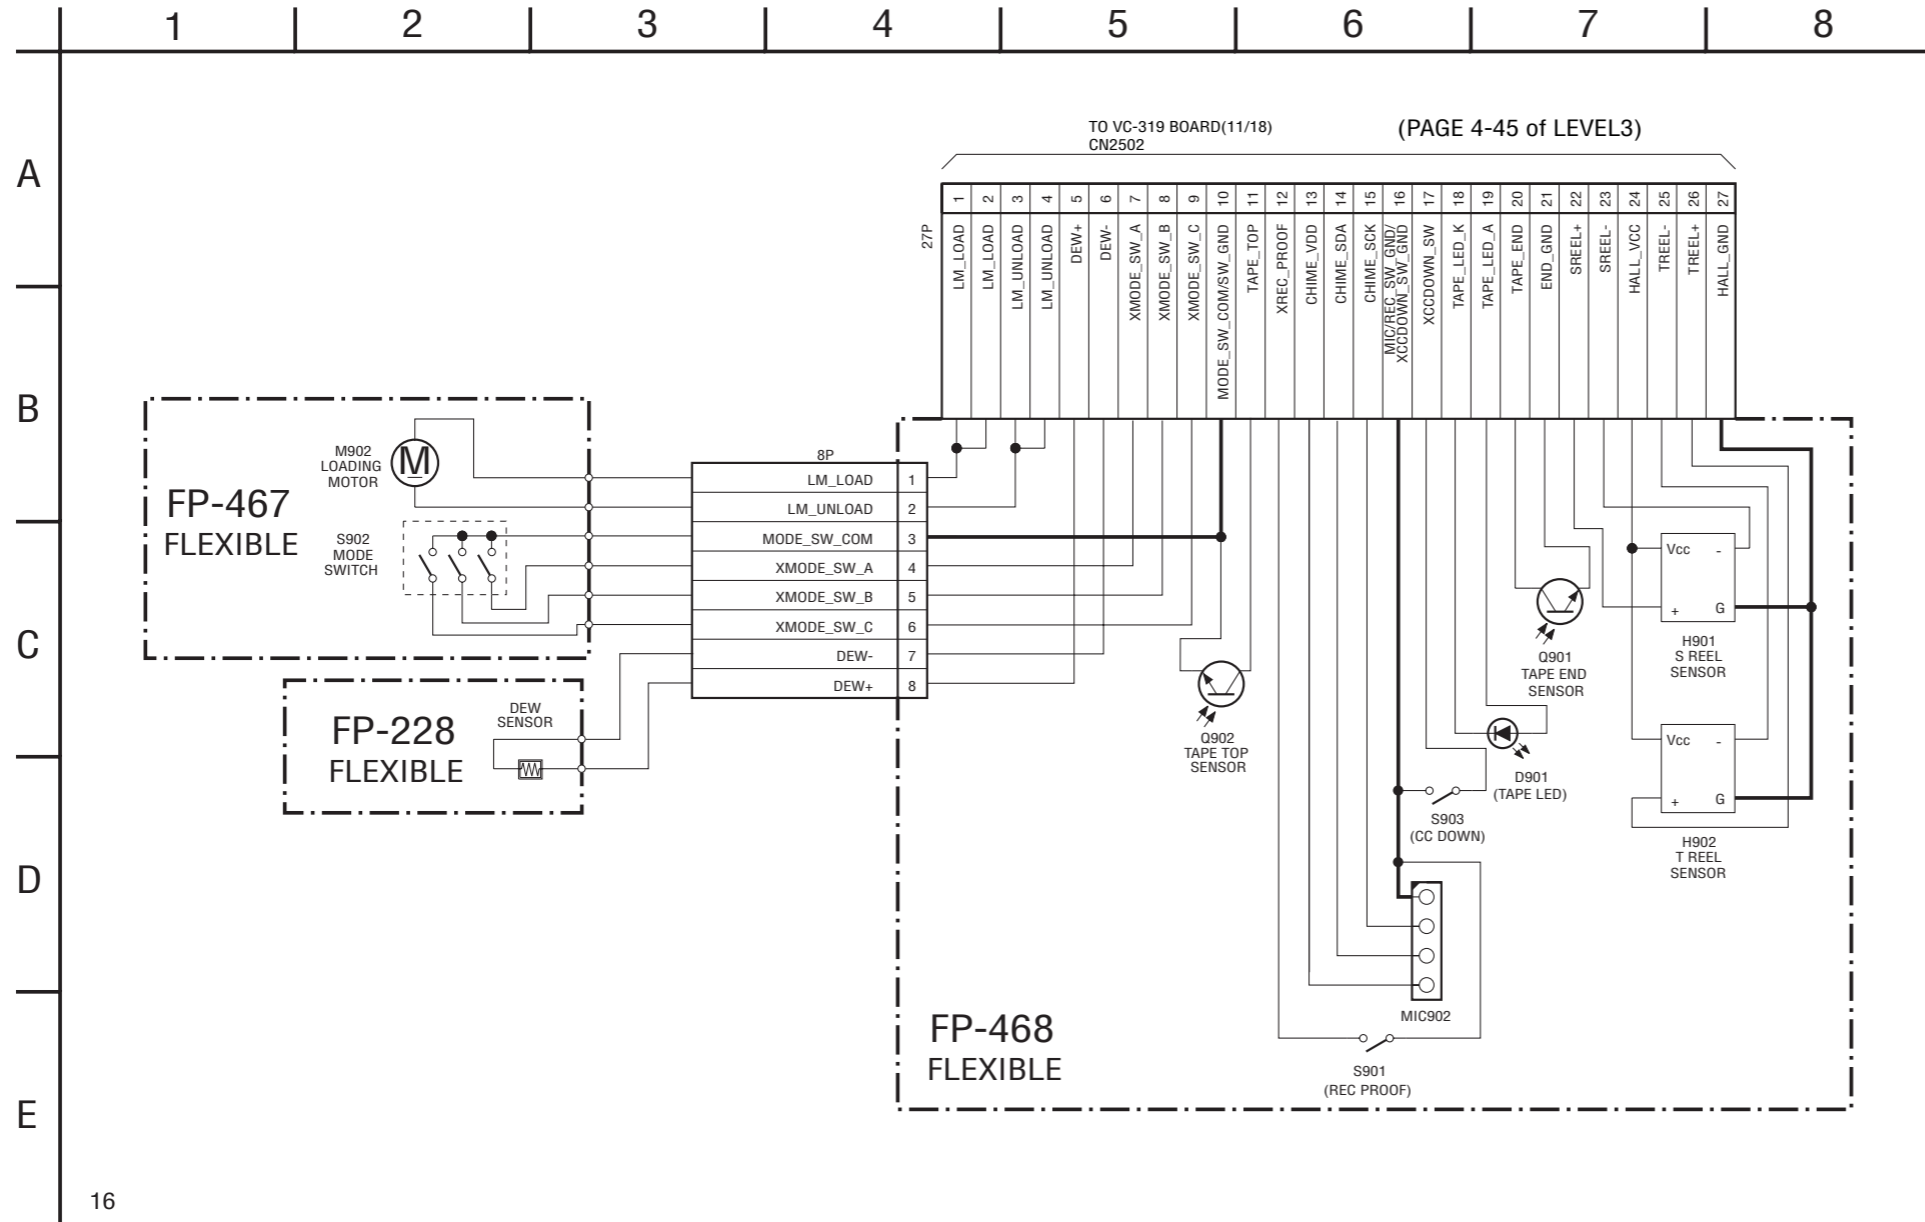 1 2 3 4 5 6 7 8
A
B
C
D
E
TO VC-319 BOARD(11/18)
CN2502
(PAGE 4-45 of LEVEL3)
27P
1 LM_LOAD
2 LM_LOAD
3 LM_UNLOAD
4 LM_UNLOAD
5 DEW+
6 DEW-
7 XMODE_SW_A
8 XMODE_SW_B
9 XMODE_SW_C
10 MODE_SW_COM/SW_GND
11 TAPE_TOP
12 XREC_PROOF
13 CHIME_VDD
14 CHIME_SDA
15 CHIME_SCK
16 MIC/REC_SW_GND/
XCCDOWN_SW_GND
17 XCCDOWN_SW
18 TAPE_LED_K
19 TAPE_LED_A
20 TAPE_END
21 END_GND
22 SREEL+
23 SREEL-
24 HALL_VCC
25 TREEL-
26 TREEL+
27 HALL_GND
M902
LOADING
MOTOR
M
FP-467
FLEXIBLE
S902
MODE
SWITCH
8P
LM_LOAD 1
LM_UNLOAD 2
MODE_SW_COM 3
XMODE_SW_A 4
XMODE_SW_B 5
XMODE_SW_C 6
DEW- 7
DEW+ 8
FP-228
FLEXIBLE
DEW
SENSOR
Q902
TAPE TOP
SENSOR
Q901
TAPE END
SENSOR
Vcc -
+ G
H901
S REEL
SENSOR
D901
(TAPE LED)
S903
(CC DOWN)
Vcc -
+ G
H902
T REEL
SENSOR
MIC902
S901
(REC PROOF)
FP-468
FLEXIBLE
16